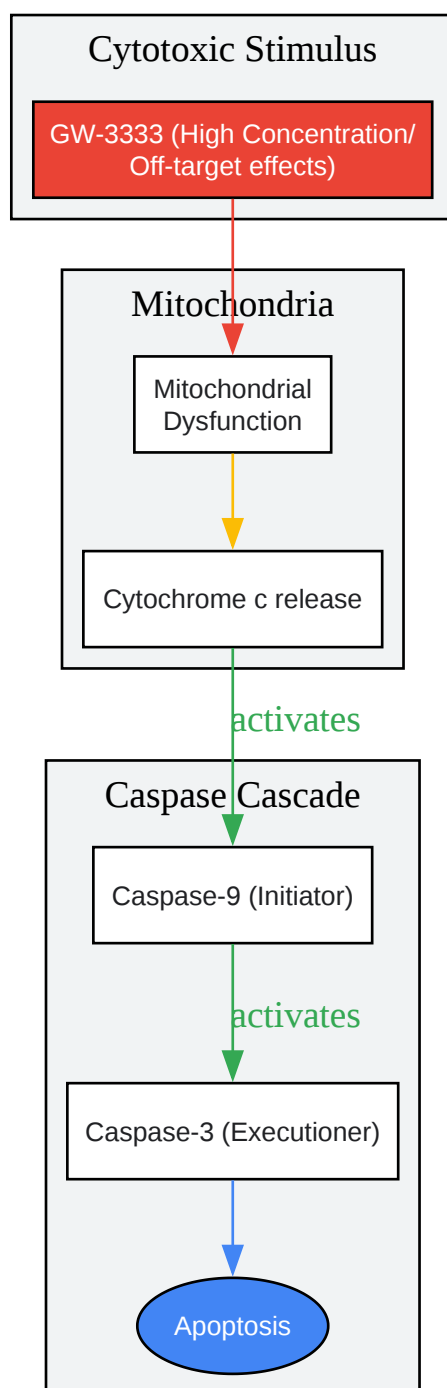 Cytotoxic Stimulus
GW-3333 (High Concentration/
Off-target effects)
Mitochondria
Mitochondrial
Dysfunction
Cytochrome c release
activates
Caspase Cascade
Caspase-9 (Initiator)
activates
Caspase-3 (Executioner)
Apoptosis